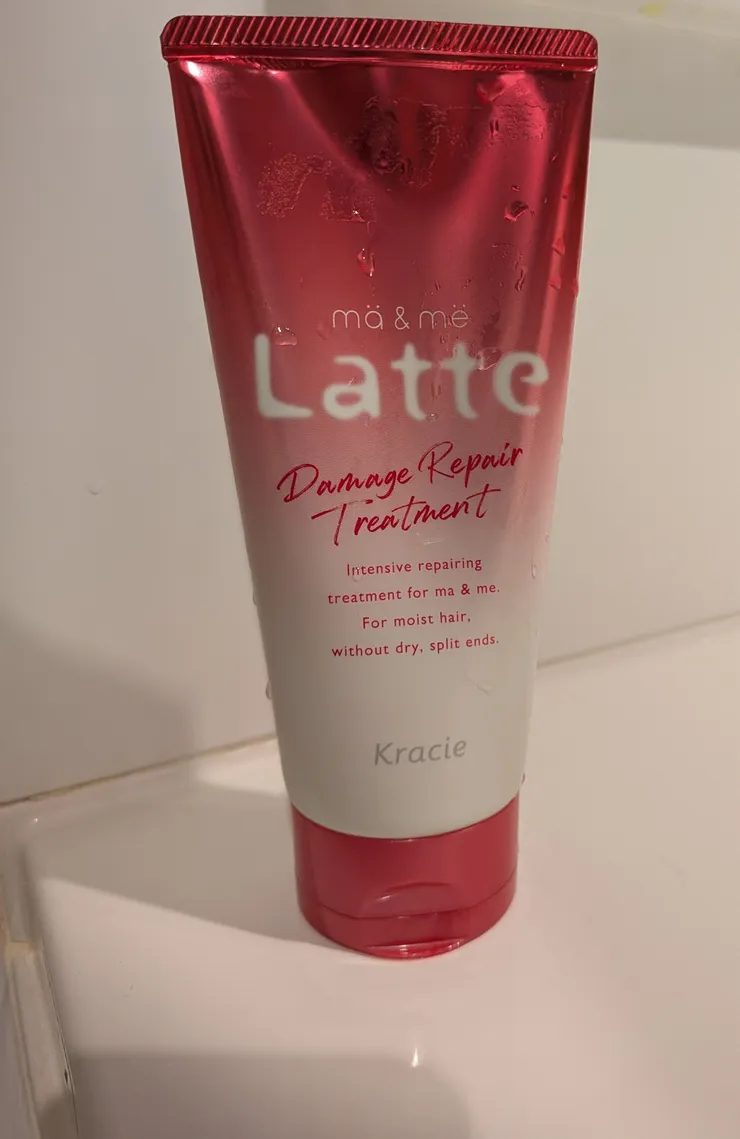 mä & më
Latte
Damage Repair
Treatment
Intensive repairing
treatment for ma & me.
For moist hair,
without dry, split ends.
Kracie